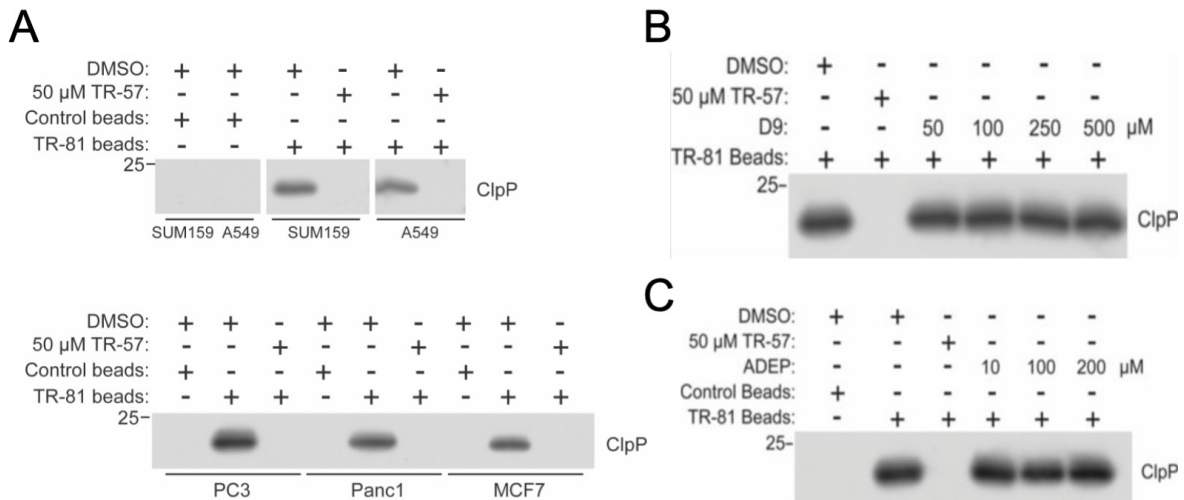 A
DMSO: + + + - + -
50 µM TR-57: - - - + - +
Control beads: + + - - - -
TR-81 beads: - - + + + +
25
ClpP
SUM159 A549 SUM159 A549
DMSO: + + - + + - + + -
50 µM TR-57: - - + - - + - - +
Control beads: + - - + - - + - -
TR-81 beads: - + + - + + - + +
25
ClpP
PC3 Panc1 MCF7
B
DMSO: + - - - - -
50 µM TR-57: - + - - - -
D9: - - 50 100 250 500 µM
TR-81 Beads: + + + + + +
25
ClpP
C
DMSO: + + - - - -
50 µM TR-57: - - + - - -
ADEP: - - - 10 100 200 µM
Control Beads: + - - - - -
TR-81 Beads: - + + + + +
25
ClpP